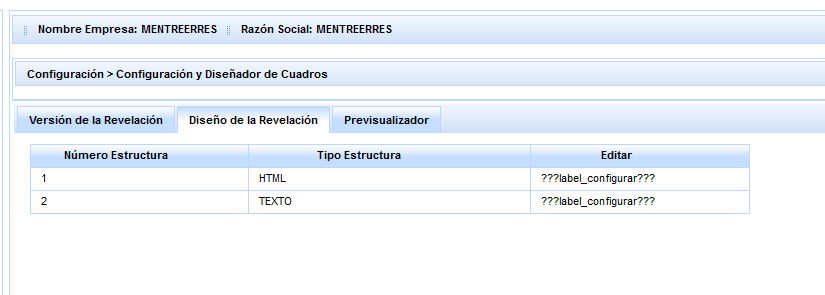 Nombre Empresa: MENTREERRES Razón Social: MENTREERRES
Configuración > Configuración y Diseñador de Cuadros
Versión de la Revelación Diseño de la Revelación Previsualizador
Número Estructura Tipo Estructura Editar
1 HTML ???label_configurar???
2 TEXTO ???label_configurar???